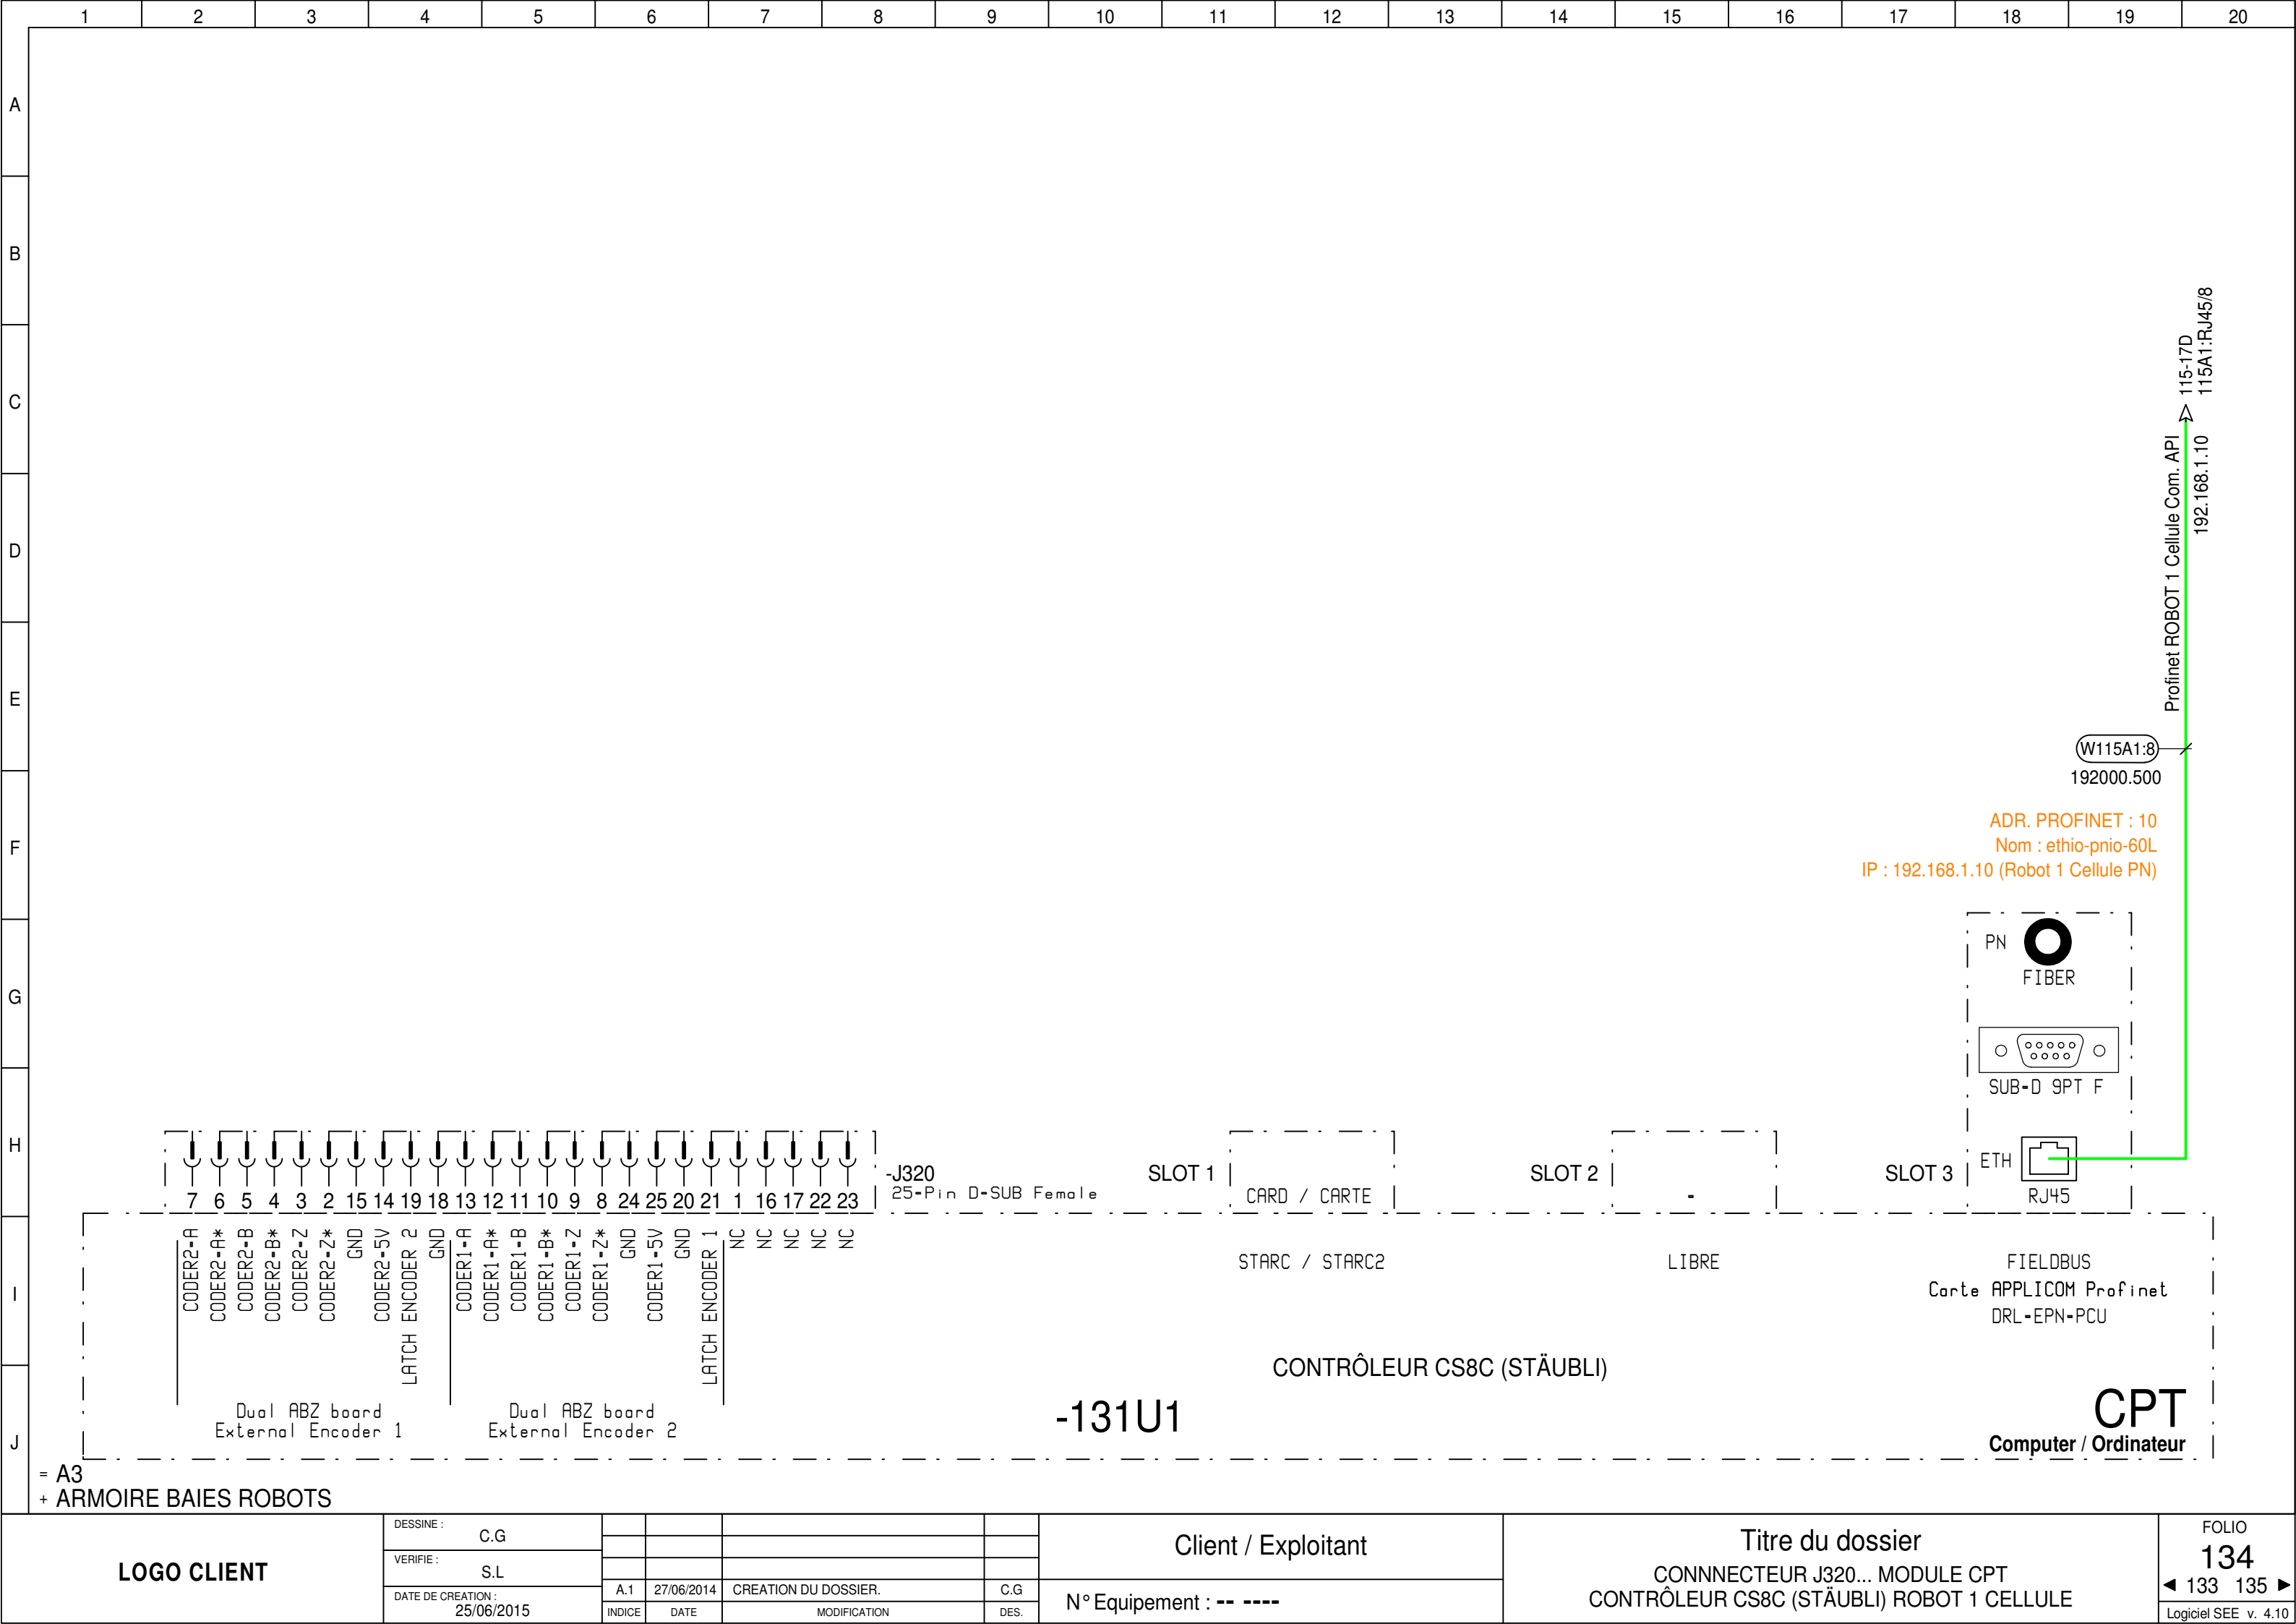 1 2 3 4 5 6 7 8 9 10 11 12 13 14 15 16 17 18 19 20
A
B
C
D
E
F
G
H
I
J
115-17D
115A1:RJ45/8
Profinet ROBOT 1 Cellule Com. API
192.168.1.10
W115A1:8
192000.500
ADR. PROFINET : 10
Nom : ethio-pnio-60L
IP : 192.168.1.10 (Robot 1 Cellule PN)
PN
FIBER
SUB-D 9PT F
ETH
RJ45
-J320
25-Pin D-SUB Female
SLOT 1
CARD / CARTE
SLOT 2
-
SLOT 3
7 6 5 4 3 2 15 14 19 18 13 12 11 10 9 8 24 25 20 21 1 16 17 22 23
CODER2-A
CODER2-A*
CODER2-B
CODER2-B*
CODER2-Z
CODER2-Z*
GND
CODER2-5V
LATCH ENCODER 2
GND
CODER1-A
CODER1-A*
CODER1-B
CODER1-B*
CODER1-Z
CODER1-Z*
GND
CODER1-5V
GND
LATCH ENCODER 1
NC
NC
NC
NC
NC
STARC / STARC2
LIBRE
FIELDBUS
Carte APPLICOM Profinet
DRL-EPN-PCU
Dual ABZ board
External Encoder 1
Dual ABZ board
External Encoder 2
CONTRÔLEUR CS8C (STÄUBLI)
-131U1
CPT
Computer / Ordinateur
= A3
+ ARMOIRE BAIES ROBOTS
LOGO CLIENT
DESSINE :
C.G
VERIFIE :
S.L
DATE DE CREATION :
25/06/2015
A.1 27/06/2014 CREATION DU DOSSIER. C.G
INDICE DATE MODIFICATION DES.
Client / Exploitant
N° Equipement : -- ----
Titre du dossier
CONNNECTEUR J320... MODULE CPT
CONTRÔLEUR CS8C (STÄUBLI) ROBOT 1 CELLULE
FOLIO
134
◄ 133 135 ►
Logiciel SEE v. 4.10